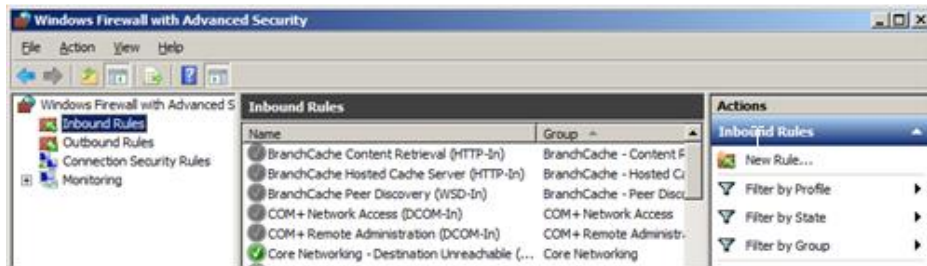 Windows Firewall with Advanced Security
File Action View Help
Windows Firewall with Advanced S
Inbound Rules
Outbound Rules
Connection Security Rules
Monitoring
Inbound Rules
Name Group
BranchCache Content Retrieval (HTTP-In) BranchCache - Content
BranchCache Hosted Cache Server (HTTP-In) BranchCache - Hosted
BranchCache Peer Discovery (WSD-In) BranchCache - Peer
COM+ Network Access (DCOM-In) COM+ Network Access
COM+ Remote Administration (DCOM-In) COM+ Remote
Core Networking - Destination Unreachable (... Core Networking
Actions
Inbound Rules
New Rule...
Filter by Profile
Filter by State
Filter by Group